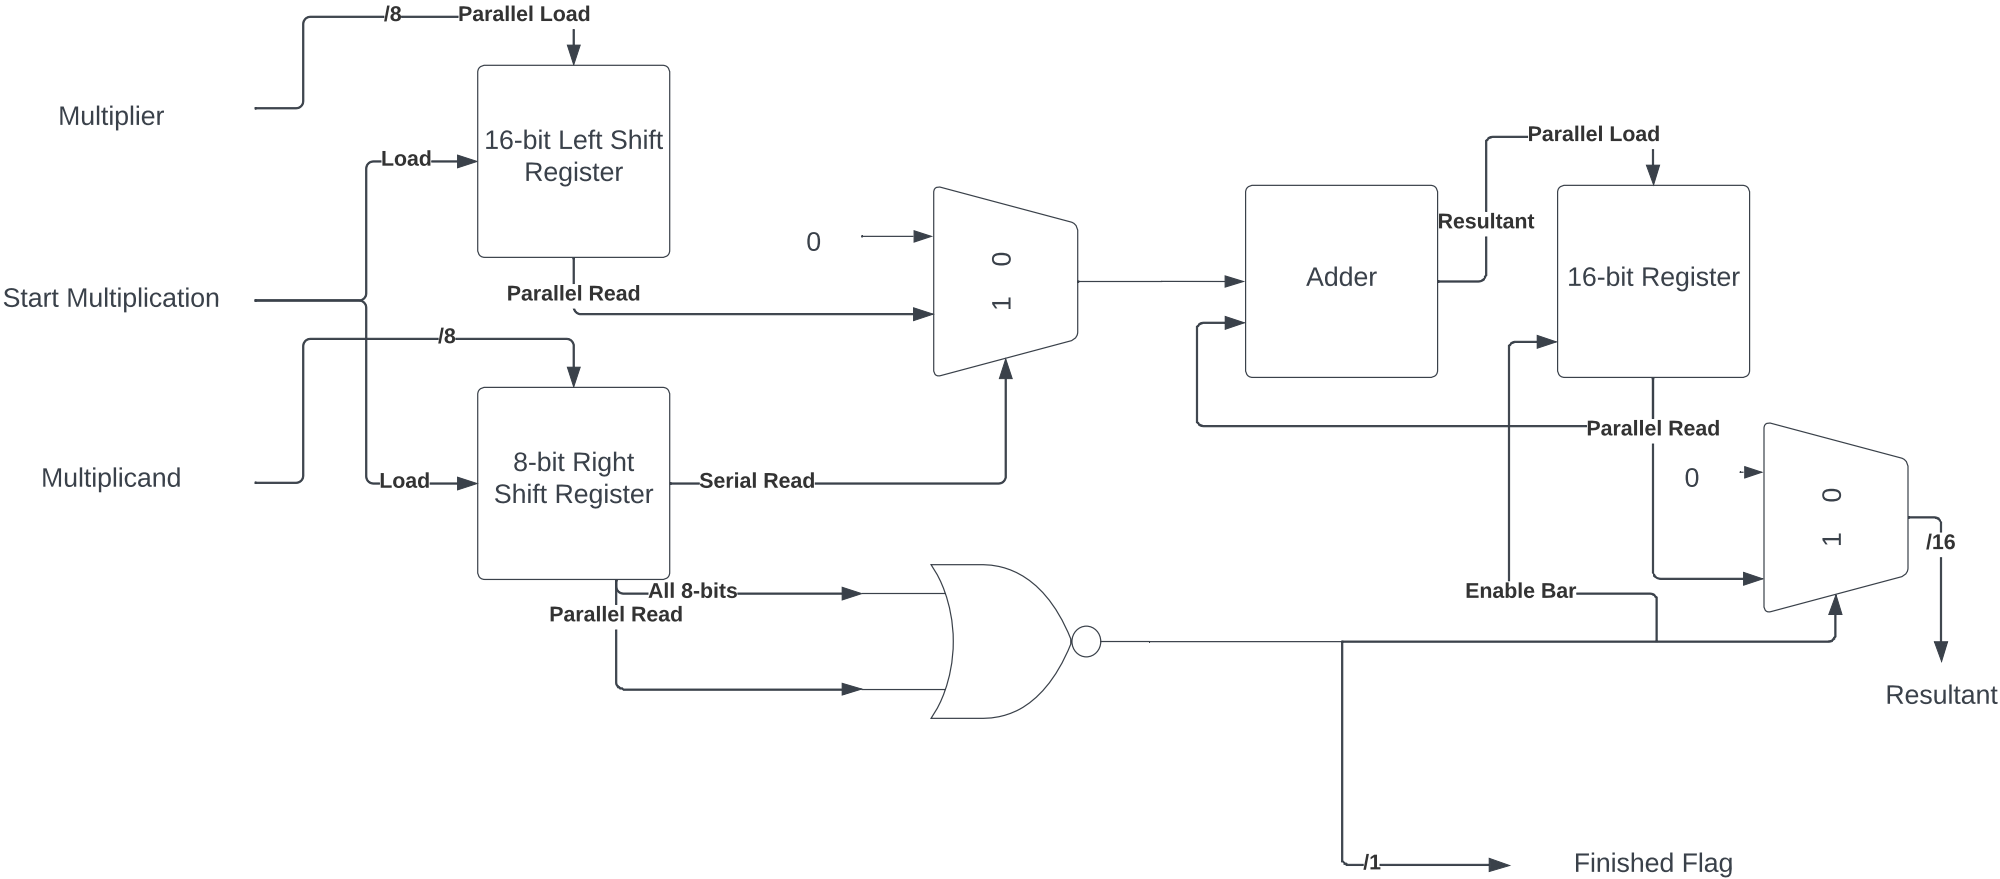 /8
Parallel Load
Multiplier
16-bit Left Shift
Register
Load
Parallel Load
Resultant
0
0
1
Adder
16-bit Register
Start Multiplication
Parallel Read
/8
Multiplicand
8-bit Right
Shift Register
Load
Serial Read
Parallel Read
0
0
1
/16
All 8-bits
Parallel Read
Enable Bar
Resultant
/1
Finished Flag